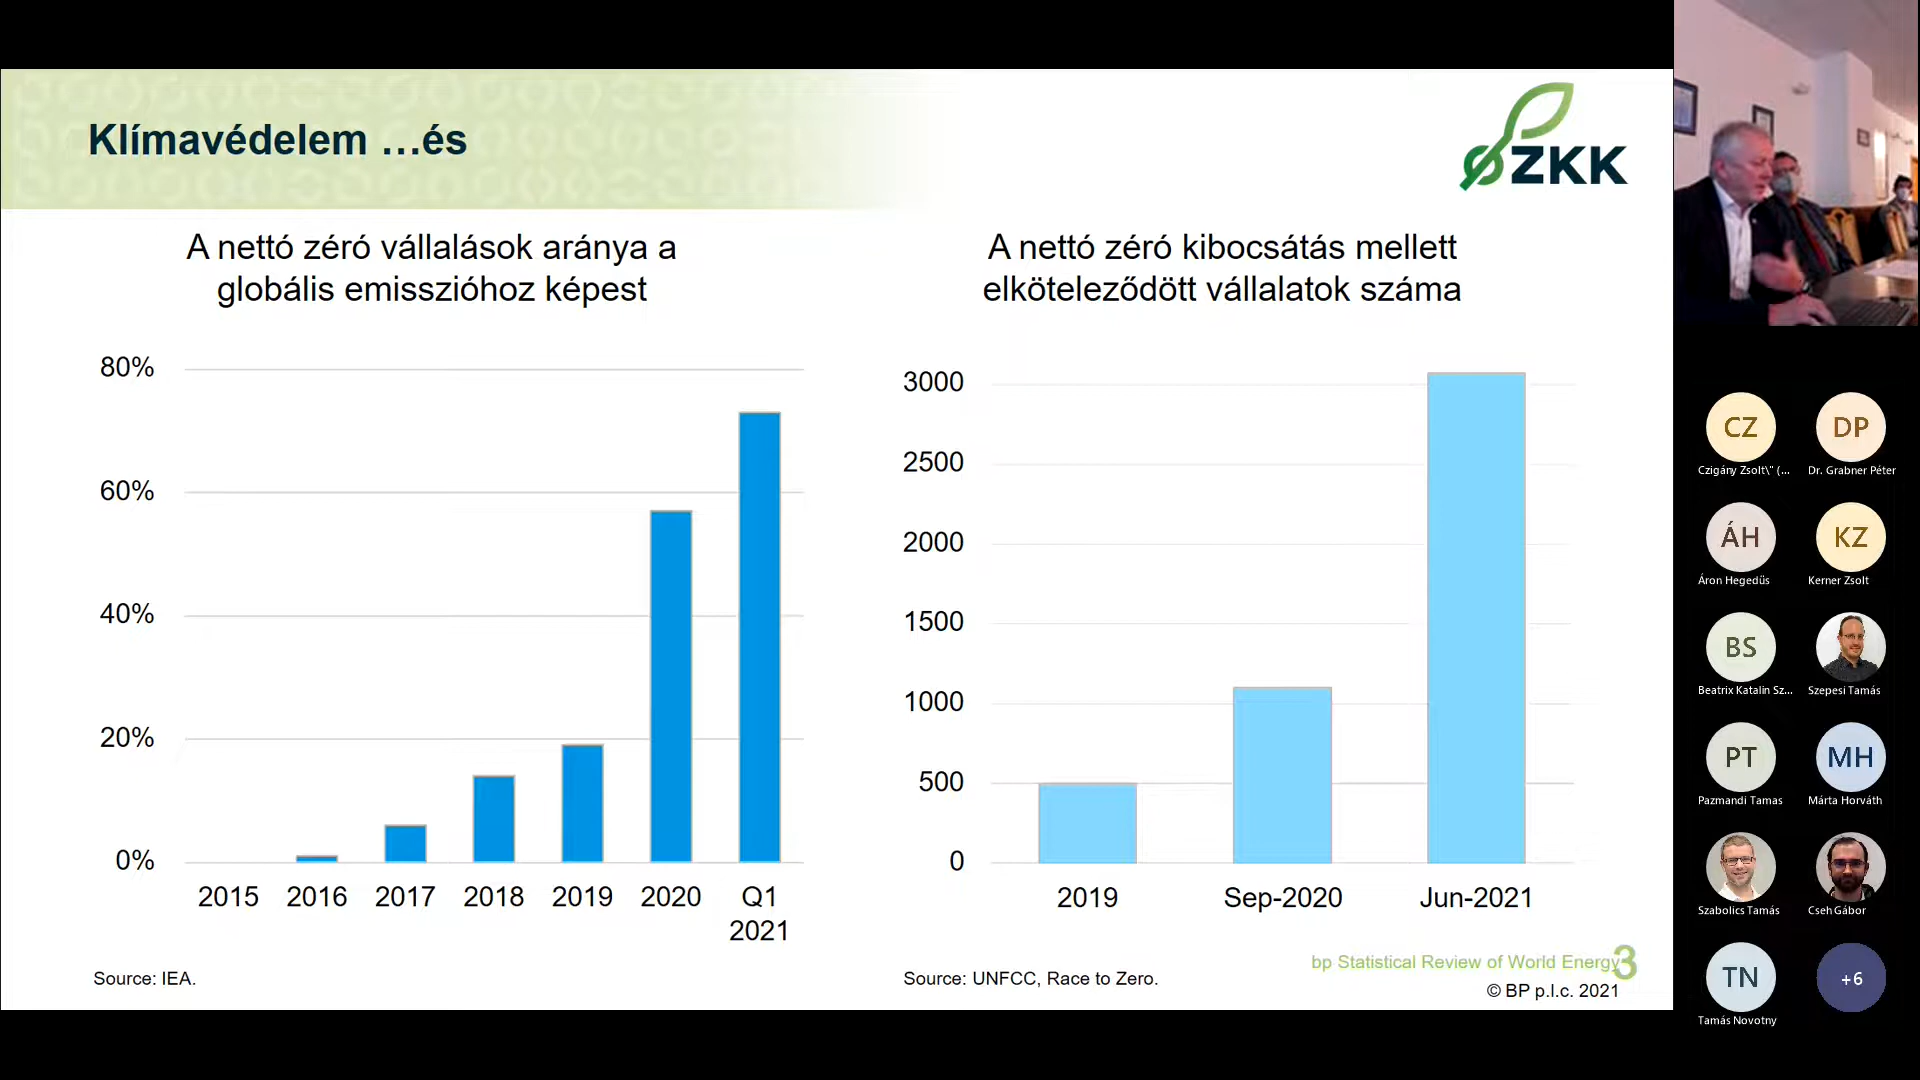 Klímavédelem …és
ZKK
A nettó zéró vállalások aránya a
globális emisszióhoz képest
80%
60%
40%
20%
0%
2015 2016 2017 2018 2019 2020 Q1
2021
Source: IEA.
A nettó zéró kibocsátás mellett
elköteleződött vállalatok száma
3000
2500
2000
1500
1000
500
0
2019 Sep-2020 Jun-2021
Source: UNFCC, Race to Zero.
bp Statistical Review of World Energy
3
© BP p.l.c. 2021
CZ
Czigány Zsolt\" (...
DP
Dr. Grabner Péter
ÁH
Áron Hegedűs
KZ
Kerner Zsolt
BS
Beatrix Katalin Sz...
Szepesi Tamás
PT
Pazmandi Tamas
MH
Márta Horváth
Szabolics Tamás
Cseh Gábor
TN
Tamás Novotny
+6